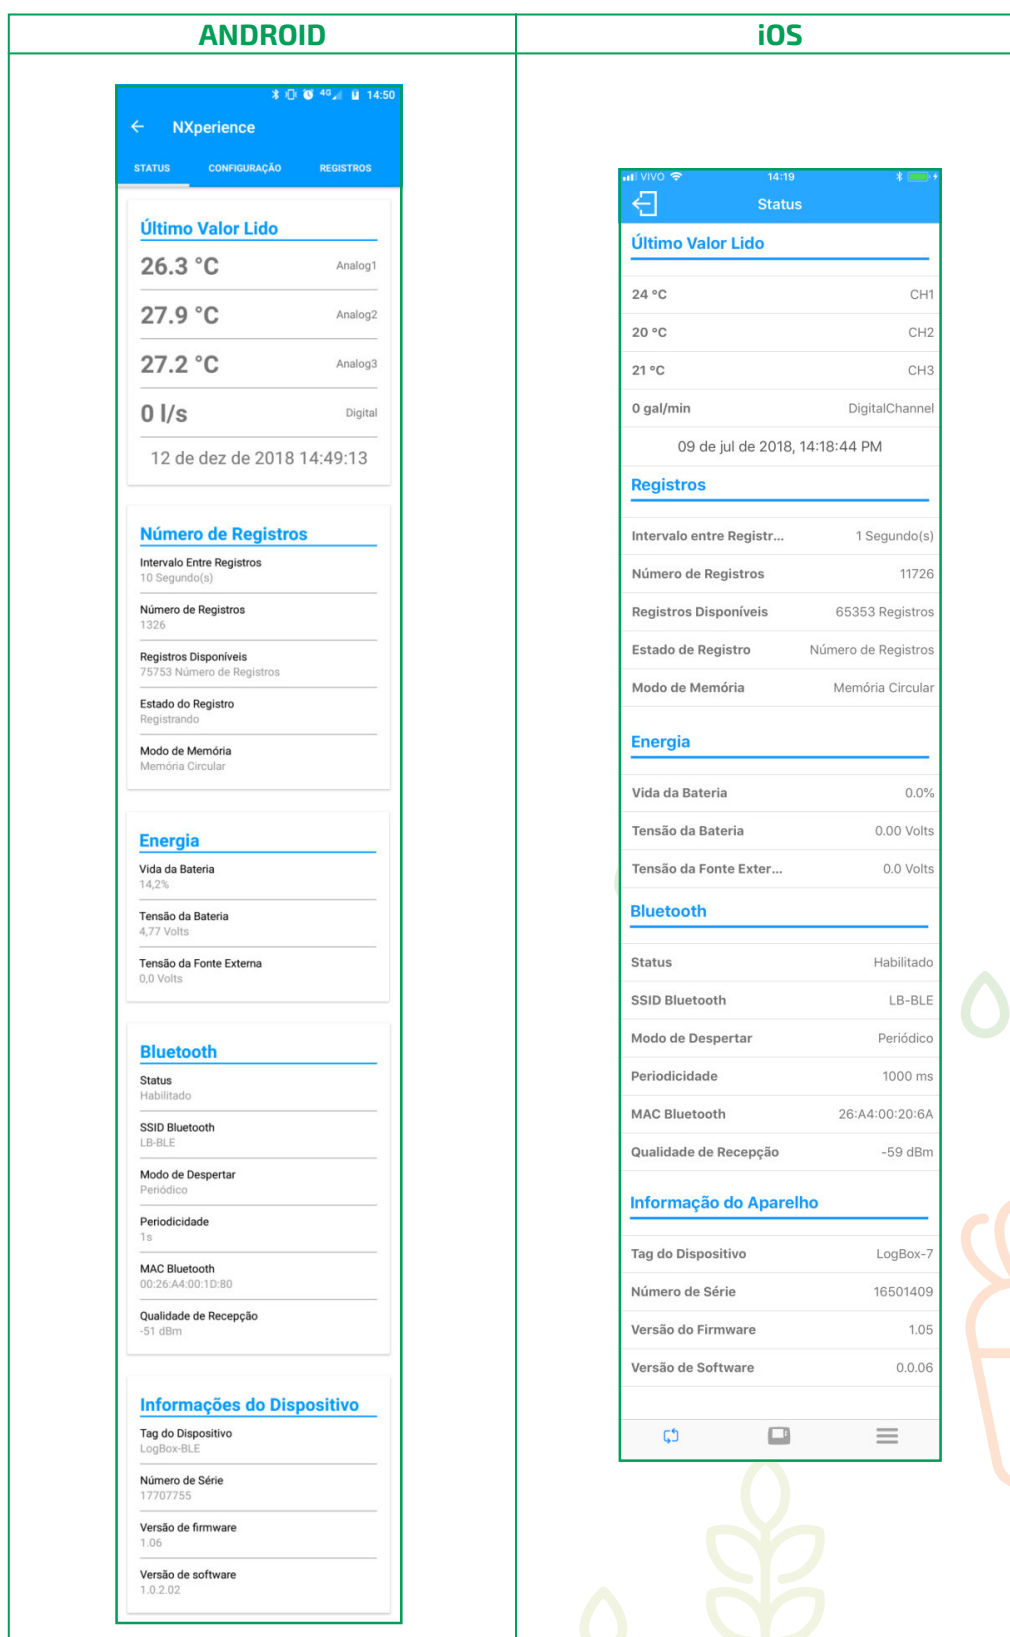 ANDROID
iOS
4G 14:50
NXperience
STATUS CONFIGURAÇÃO REGISTROS
Último Valor Lido
26.3 °C Analog1
27.9 °C Analog2
27.2 °C Analog3
0 l/s Digital
12 de dez de 2018 14:49:13
Número de Registros
Intervalo Entre Registros
10 Segundo(s)
Número de Registros
1326
Registros Disponíveis
75753 Número de Registros
Estado do Registro
Registrando
Modo de Memória
Memória Circular
Energia
Vida da Bateria
14,2%
Tensão da Bateria
4,77 Volts
Tensão da Fonte Externa
0,0 Volts
Bluetooth
Status
Habilitado
SSID Bluetooth
LB-BLE
Modo de Despertar
Periódico
Periodicidade
1s
MAC Bluetooth
00:26:A4:00:1D:80
Qualidade de Recepção
-51 dBm
Informações do Dispositivo
Tag do Dispositivo
LogBox-BLE
Número de Série
17707755
Versão de firmware
1.06
Versão de software
1.0.2.02
VIVO 14:19
Status
Último Valor Lido
24 °C CH1
20 °C CH2
21 °C CH3
0 gal/min DigitalChannel
09 de jul de 2018, 14:18:44 PM
Registros
Intervalo entre Registr... 1 Segundo(s)
Número de Registros 11726
Registros Disponíveis 65353 Registros
Estado de Registro Número de Registros
Modo de Memória Memória Circular
Energia
Vida da Bateria 0.0%
Tensão da Bateria 0.00 Volts
Tensão da Fonte Exter... 0.0 Volts
Bluetooth
Status Habilitado
SSID Bluetooth LB-BLE
Modo de Despertar Periódico
Periodicidade 1000 ms
MAC Bluetooth 26:A4:00:20:6A
Qualidade de Recepção -59 dBm
Informação do Aparelho
Tag do Dispositivo LogBox-7
Número de Série 16501409
Versão do Firmware 1.05
Versão de Software 0.0.06